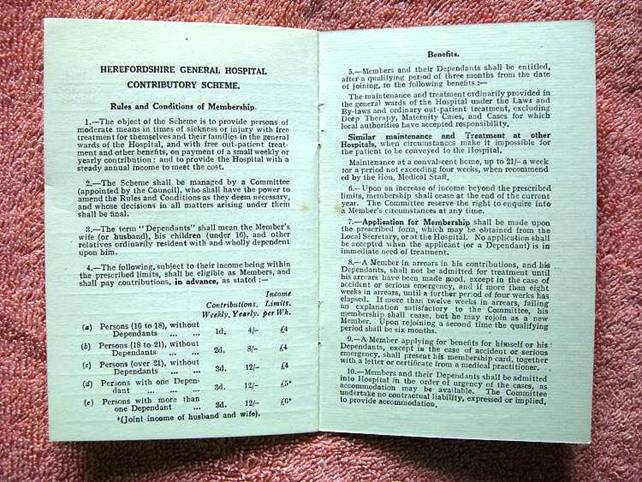 HEREFORDSHIRE GENERAL HOSPITAL
CONTRIBUTORY SCHEME.
Rules and Conditions of Membership.
1.—The object of the Scheme is to provide persons of
moderate means in times of sickness or injury with free
treatment for themselves and their families in the general
wards of the Hospital, and with free out-patient treat-
ment and other benefits, on payment of a small weekly or
yearly contribution; and to provide the Hospital with a
steady annual income to meet the cost.
2.—The Scheme shall be managed by a Committee
(appointed by the Council), who shall have the power to
amend the Rules and Conditions as they deem necessary,
and whose decisions in all matters arising under them
shall be final.
3.—The term "Dependants" shall mean the Member's
wife (or husband), his children (under 16), and other
relatives ordinarily resident with and wholly dependent
upon him.
4.—The following, subject to their income being within
the prescribed limits, shall be eligible as Members, and
shall pay contributions, in advance, as stated:—
Income
Contributions. Limits.
Weekly. Yearly. per Wk.
(a) Persons (16 to 18), without
Dependants ... ... 1d. 4/- £4
(b) Persons (18 to 21), without
Dependants ... ... 2d. 8/- £4
(c) Persons (over 21), without
Dependants ... ... 3d. 12/- £4
(d) Persons with one Depen-
dant ... ... ... 3d. 12/- £5*
(e) Persons with more than
one Dependant ... 3d. 12/- £6*
*(Joint income of husband and wife).
Benefits.
5.—Members and their Dependants shall be entitled,
after a qualifying period of three months from the date
of joining, to the following benefits:—
The maintenance and treatment ordinarily provided in
the general wards of the Hospital under the Laws and
By-laws and ordinary out-patient treatment, excluding
Deep Therapy, Maternity Cases, and Cases for which
local authorities have accepted responsibility.
Similar maintenance and Treatment at other
Hospitals, when circumstances make it impossible for
the patient to be conveyed to the Hospital.
Maintenance at a convalescent home, up to 21/- a week
for a period not exceeding four weeks, when recommend-
ed by the Hon. Medical Staff.
6.—Upon an increase of income beyond the prescribed
limits, membership shall cease at the end of the current
year. The Committee reserve the right to enquire into
a Member's circumstances at any time.
7.—Application for Membership shall be made upon
the prescribed form, which may be obtained from the
Local Secretary, or at the Hospital. No application shall
be accepted when the applicant (or a Dependant) is in
immediate need of treatment.
8.—A Member in arrears in his contributions, and his
Dependants, shall not be admitted for treatment until
his arrears have been made good, except in the case of
accident or serious emergency, and if more than eight
weeks in arrears, until a further period of four weeks has
elapsed. If more than twelve weeks in arrears, failing
an explanation satisfactory to the Committee, his
membership shall cease, but he may rejoin as a new
Member. Upon rejoining a second time the qualifying
period shall be six months.
9.—A Member applying for benefits for himself or his
Dependants, except in the case of accident or serious
emergency, shall present his membership card, together
with a letter or certificate from a medical practitioner.
10.—Members and their Dependants shall be admitted
into Hospital in the order of urgency of the cases, as
accommodation may be available. The Committee
undertake no contractual liability, expressed or implied,
to provide accommodation.